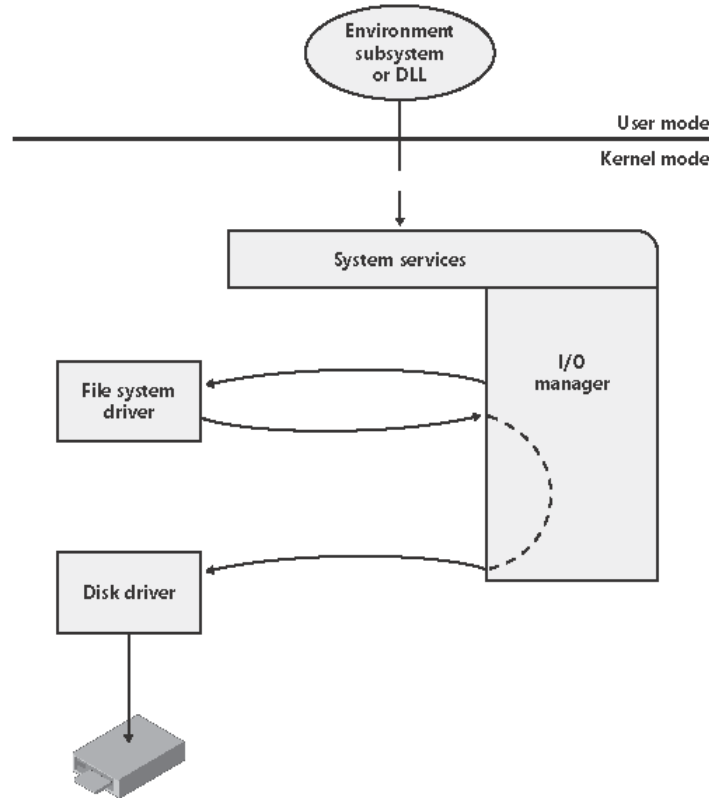 Environment
subsystem
or DLL
User mode
Kernel mode
System services
I/O
manager
File system
driver
Disk driver